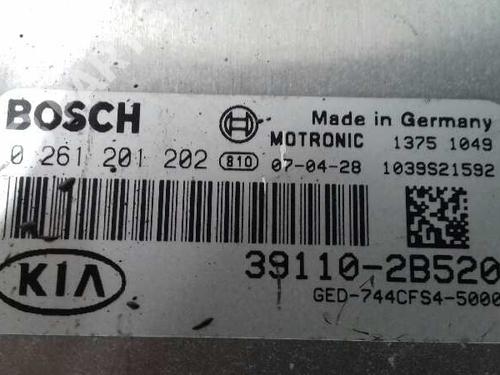 BOSCH
Made in Germany
MOTRONIC 1375 1049
0 261 201 202 810 07-04-28 1039S21592
39110-2B520
KIA
GED-744CFS4-5000